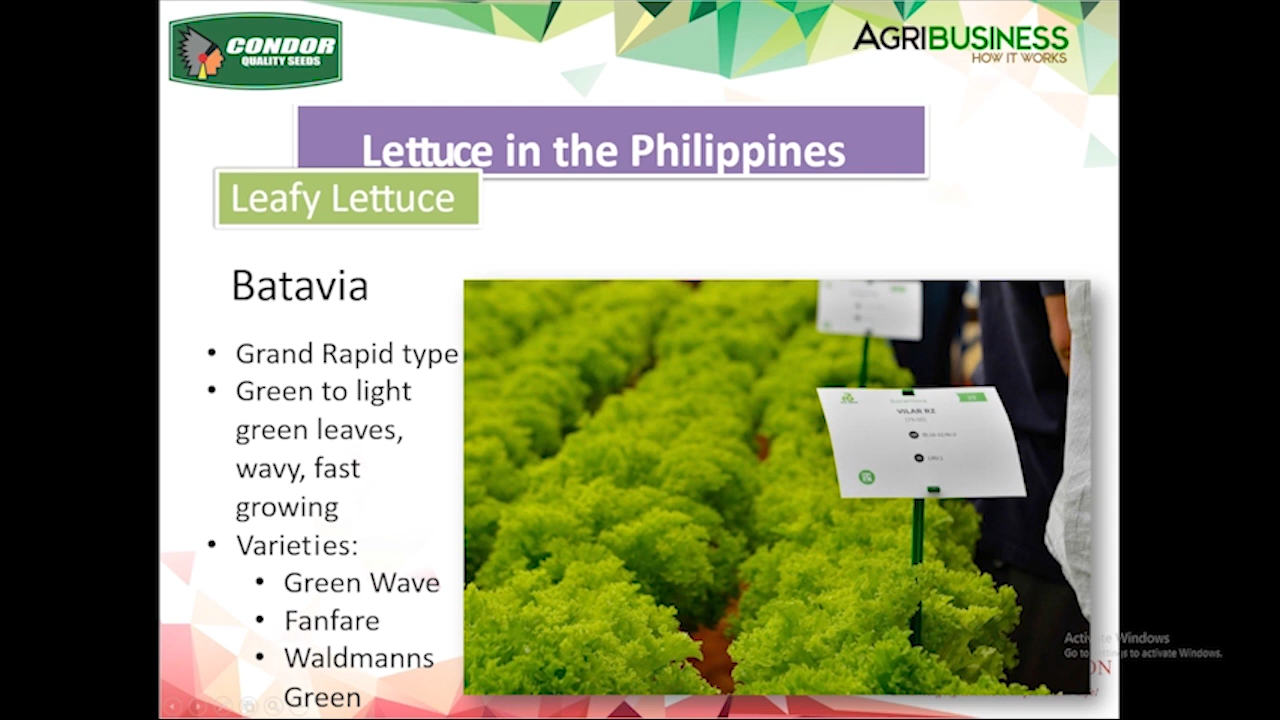 CONDOR
QUALITY SEEDS
AGRIBUSINESS
HOW IT WORKS
Lettuce in the Philippines
Leafy Lettuce
Batavia
• Grand Rapid type
• Green to light
green leaves,
wavy, fast
growing
• Varieties:
• Green Wave
• Fanfare
• Waldmanns
Green
VILAR RZ
Activate Windows
Go to Settings to activate Windows.